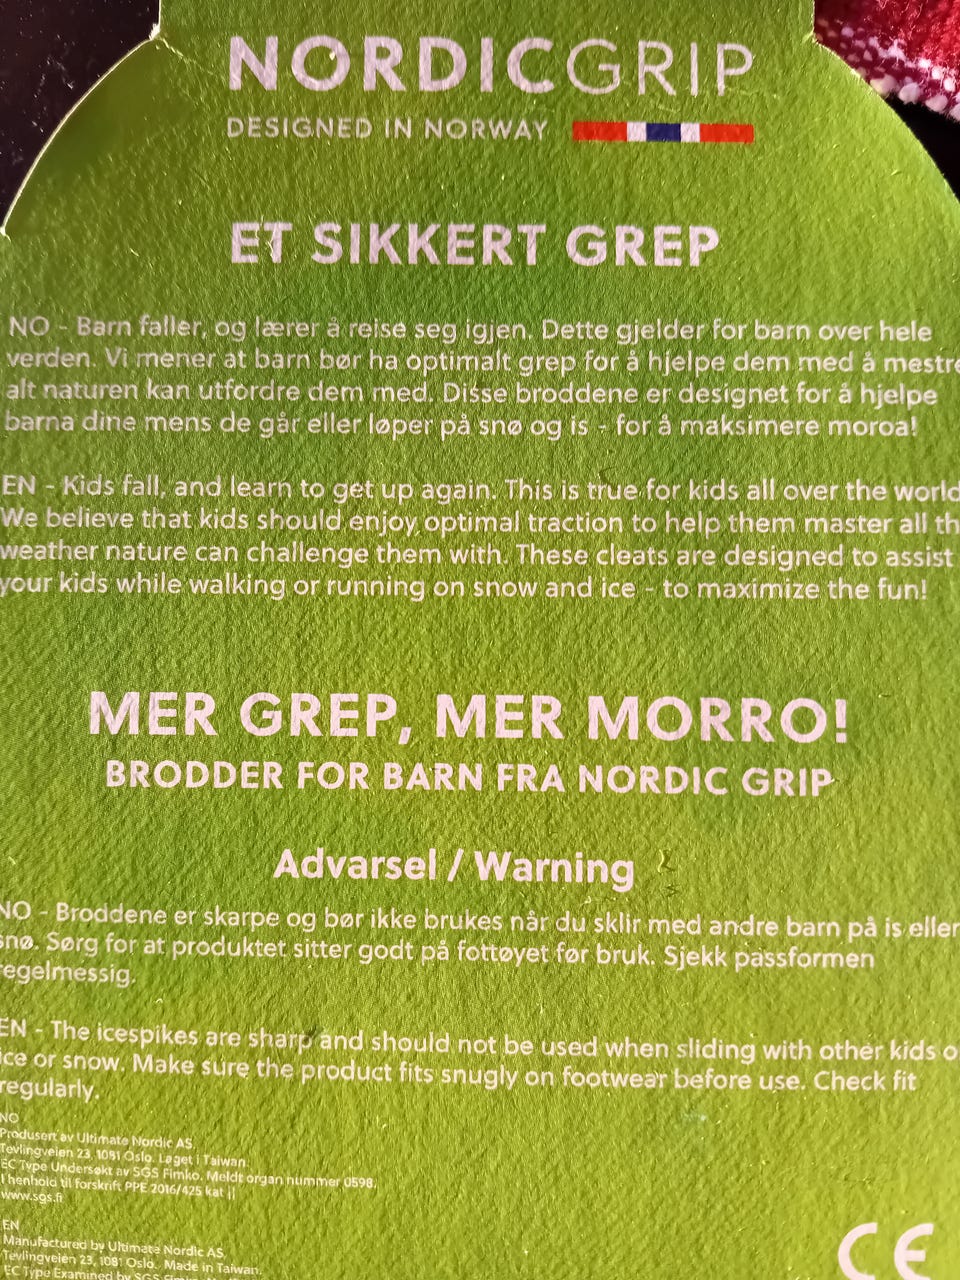 NORDICGRIP
DESIGNED IN NORWAY
ET SIKKERT GREP
NO - Barn faller, og lærer å reise seg igjen. Dette gjelder for barn over hele
verden. Vi mener at barn bør ha optimalt grep for å hjelpe dem med å mestre
alt naturen kan utfordre dem med. Disse broddene er designet for å hjelpe
barna dine mens de går eller løper på snø og is - for å maksimere moroa!
EN - Kids fall, and learn to get up again. This is true for kids all over the world
We believe that kids should enjoy optimal traction to help them master all th
weather nature can challenge them with. These cleats are designed to assist
your kids while walking or running on snow and ice - to maximize the fun!
MER GREP, MER MORRO!
BRODDER FOR BARN FRA NORDIC GRIP
Advarsel / Warning
NO - Broddene er skarpe og bør ikke brukes når du sklir med andre barn på is eller
snø. Sørg for at produktet sitter godt på fottøyet før bruk. Sjekk passformen
regelmessig.
EN - The icespikes are sharp and should not be used when sliding with other kids o
ice or snow. Make sure the product fits snugly on footwear before use. Check fit
regularly.
NO
Produsert av Ultimate Nordic AS.
Tevlingveien 23, 1081 Oslo. Laget i Taiwan.
EC Type Undersøkt av SGS Fimko. Meldt organ nummer 0598.
I henhold til forskrift PPE 2016/425 kat II
www.sgs.fi
EN
Manufactured by Ultimate Nordic AS.
Tevlingveien 23, 1081 Oslo. Made in Taiwan.
EC Type Examined by SGS
CE